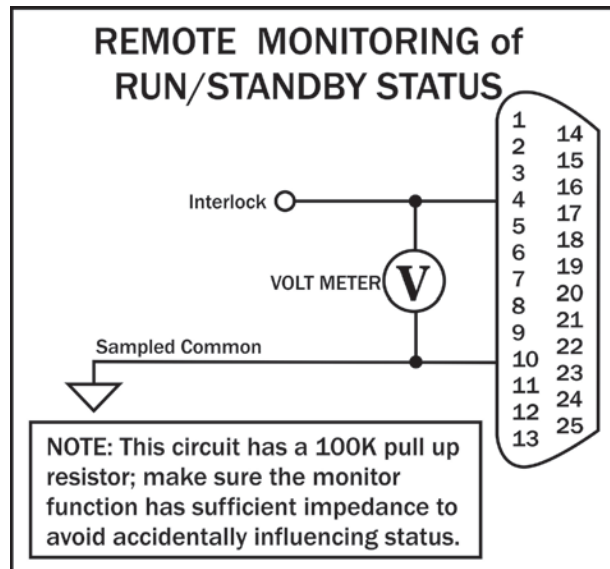 REMOTE MONITORING of
RUN/STANDBY STATUS
1
14
2
15
3
16
Interlock
4
17
5
18
6
19
VOLT METER
V
7
20
8
21
9
22
Sampled Common
10
23
11
24
12
25
13
NOTE: This circuit has a 100K pull up
resistor; make sure the monitor
function has sufficient impedance to
avoid accidentally influencing status.